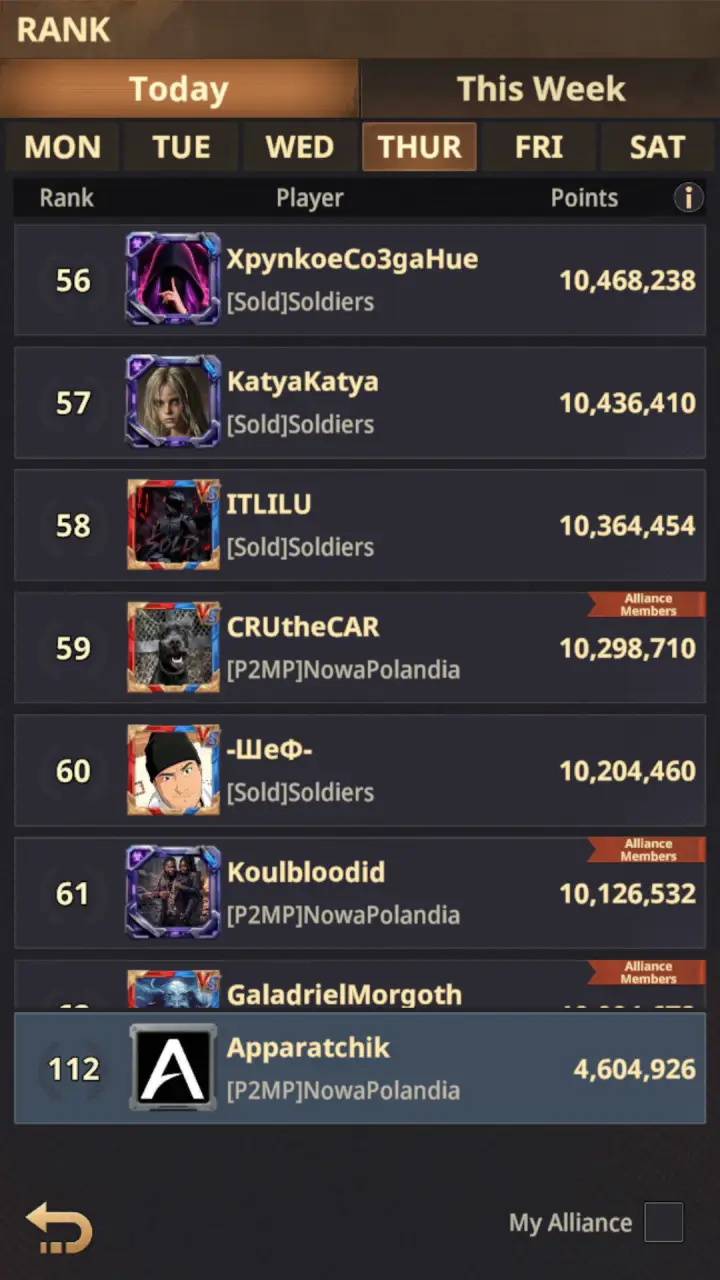 RANK
Today
This Week
MON
TUE
WED
THUR
FRI
SAT
Rank
Player
Points
56
XpynkoeCo3gaHue
[Sold]Soldiers
10,468,238
57
KatyaKatya
[Sold]Soldiers
10,436,410
58
SOLD
ITLILU
[Sold]Soldiers
10,364,454
59
CRUtheCAR
[P2MP]NowaPolandia
Alliance
Members
10,298,710
60
-ШеФ-
[Sold]Soldiers
10,204,460
61
Koulbloodid
[P2MP]NowaPolandia
Alliance
Members
10,126,532
GaladrielMorgoth
Alliance
Members
112
Apparatchik
[P2MP]NowaPolandia
4,604,926
My Alliance